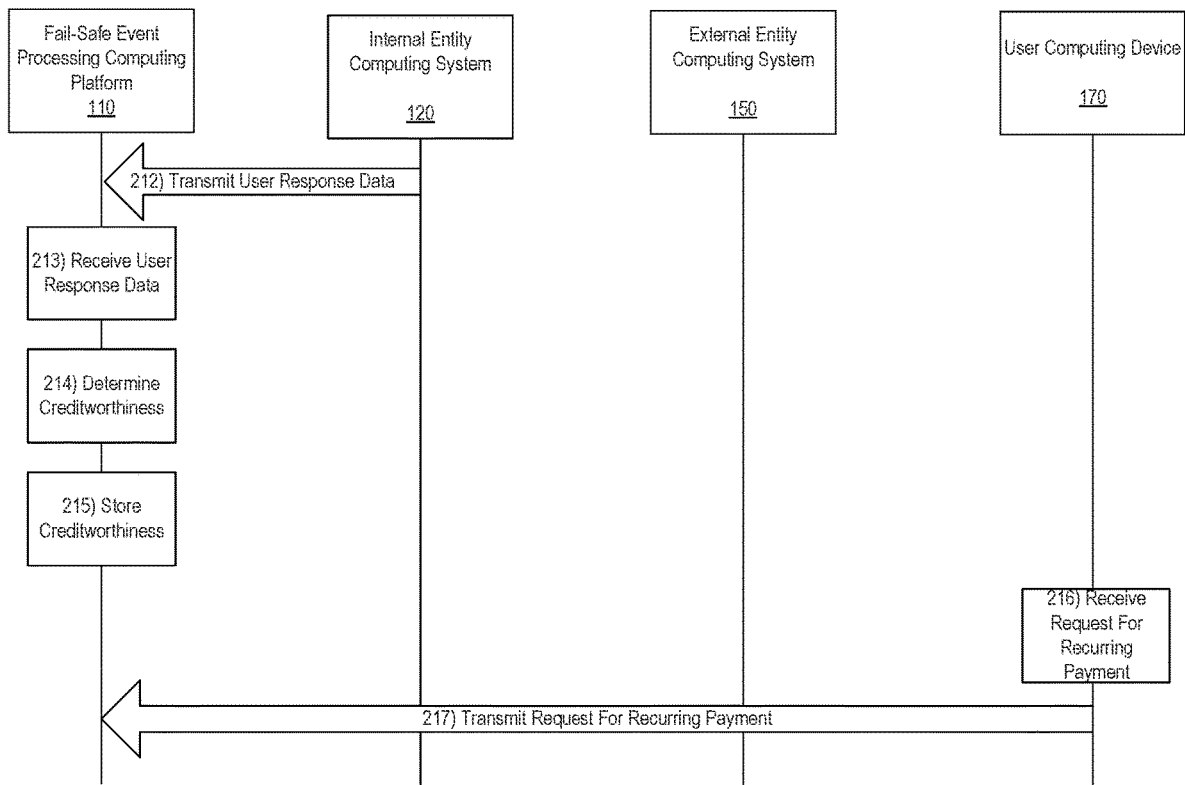 Fail-Safe Event
Processing Computing
Platform
110
Internal Entity
Computing System
120
External Entity
Computing System
150
User Computing Device
170
212) Transmit User Response Data
213) Receive User
Response Data
214) Determine
Creditworthiness
215) Store
Creditworthiness
216) Receive
Request For
Recurring
Payment
217) Transmit Request For Recurring Payment